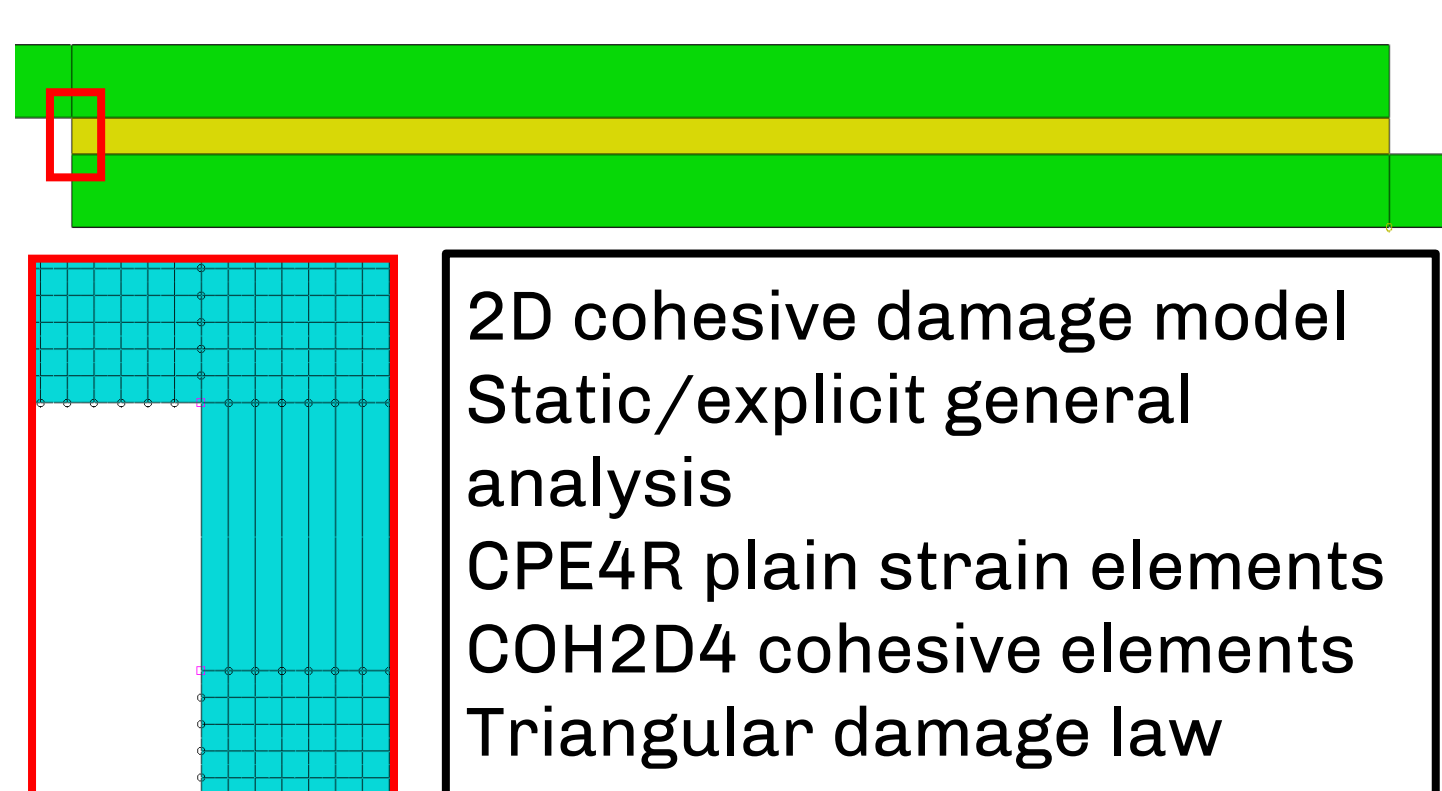 2D cohesive damage model
Static/explicit general
analysis
CPE4R plain strain elements
COH2D4 cohesive elements
Triangular damage law